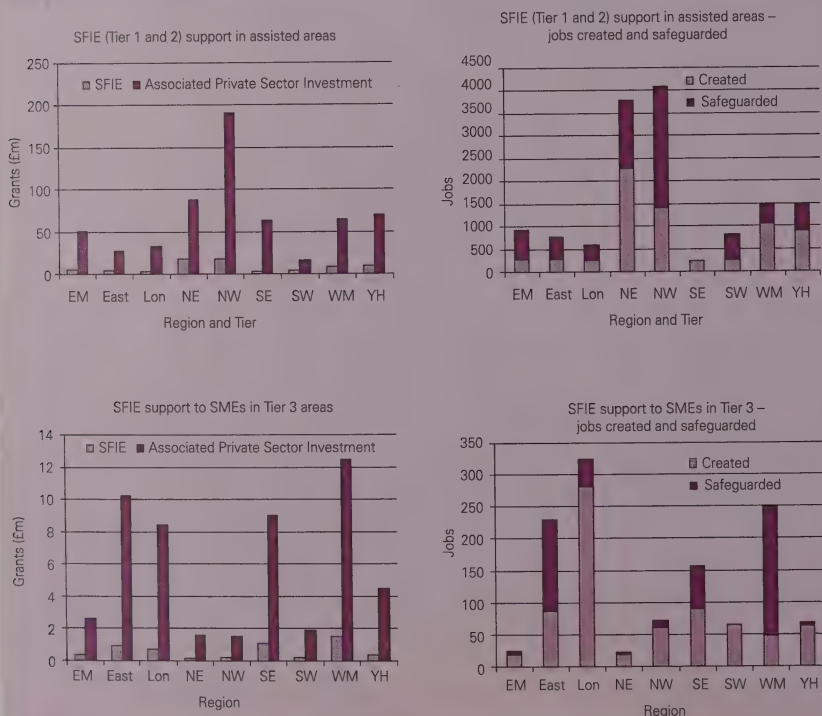 SFIE (Tier 1 and 2) support in assisted areas
250
200
150
100
50
0
Grants (£m)
SFIE Associated Private Sector Investment
EM East Lon NE NW SE SW WM YH
Region and Tier
SFIE (Tier 1 and 2) support in assisted areas –
jobs created and safeguarded
4500
4000
3500
3000
2500
2000
1500
1000
500
0
Jobs
Created
Safeguarded
EM East Lon NE NW SE SW WM YH
Region and Tier
SFIE support to SMEs in Tier 3 areas
14
12
10
8
6
4
2
0
Grants (£m)
SFIE Associated Private Sector Investment
EM East Lon NE NW SE SW WM YH
Region
SFIE support to SMEs in Tier 3 –
jobs created and safeguarded
350
300
250
200
150
100
50
0
Jobs
Created
Safeguarded
EM East Lon NE NW SE SW WM YH
Region